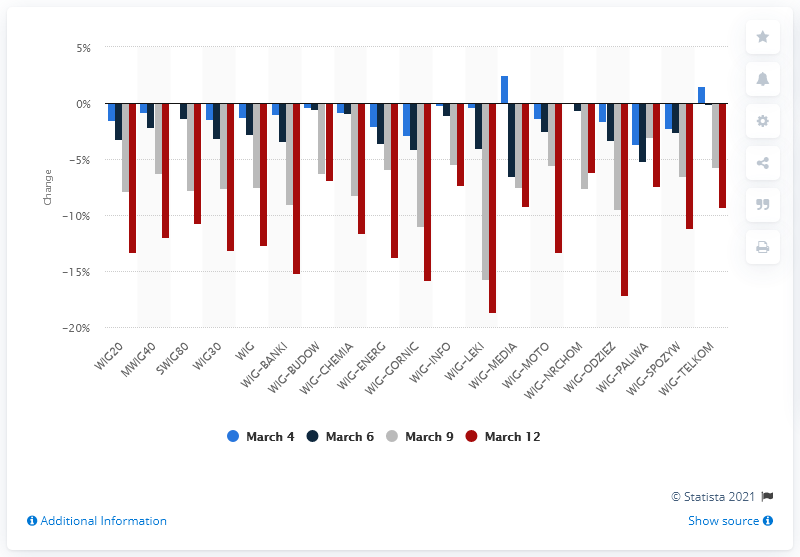 5%
0%
−5%
−10%
−15%
−20%
Change
WIG20
MWIG40
SWIG80
WIG30
WIG
WIG−BANKI
WIG−BUDOW
WIG−CHEMIA
WIG−ENERG
WIG−GORNIC
WIG−INFO
WIG−LEKI
WIG−MEDIA
WIG−MOTO
WIG−NRCHOM
WIG−ODZIEZ
WIG−PALIWA
WIG−SPOZYW
WIG−TELKOM
March 4 March 6 March 9 March 12
© Statista 2021
Additional Information Show source